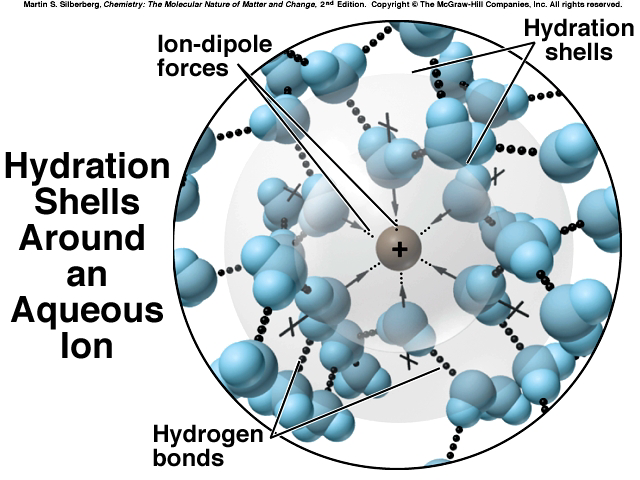 Martin S. Silberberg, Chemistry: The Molecular Nature of Matter and Change, 2nd Edition. Copyright © The McGraw-Hill Companies, Inc. All rights reserved.
Ion-dipole
forces
Hydration
shells
Hydration
Shells
Around
an
Aqueous
Ion
+
Hydrogen
bonds